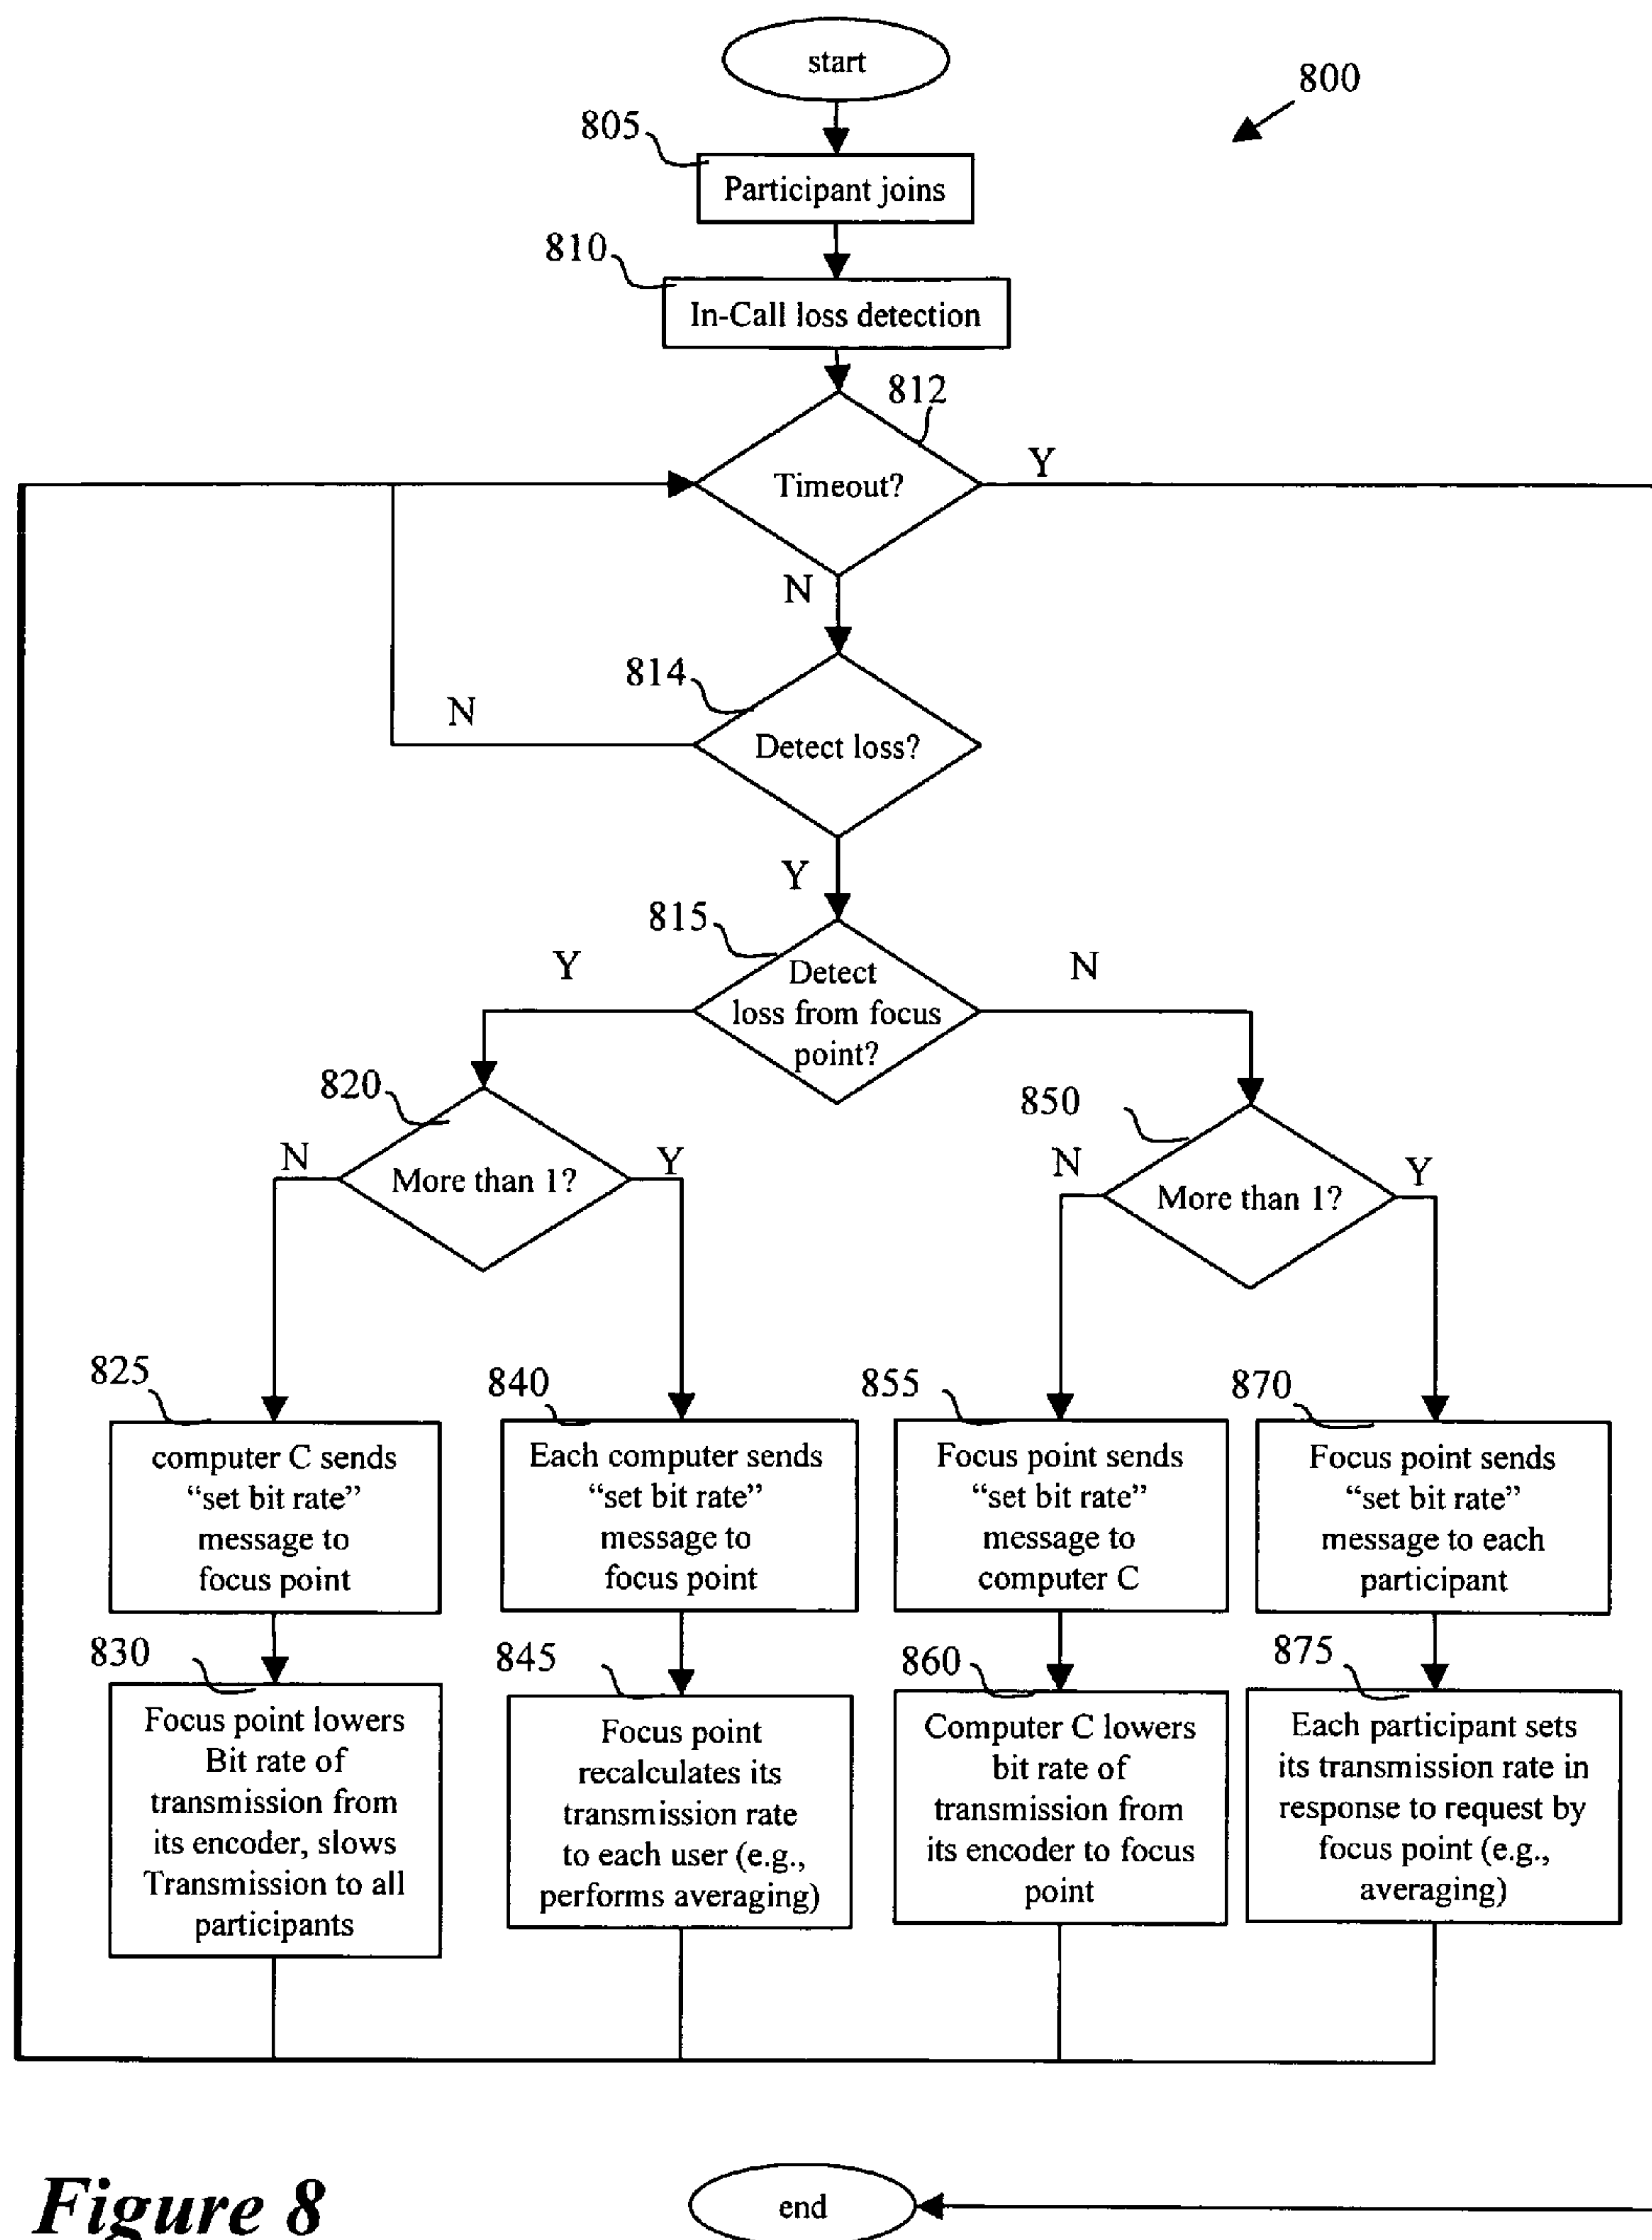 start
800
805
Participant joins
810
In-Call loss detection
812
Timeout?
Y
N
814
N
Detect loss?
Y
815
Y
N
Detect
loss from focus
point?
820
N
More than 1?
Y
850
N
More than 1?
Y
825
computer C sends
“set bit rate”
message to
focus point
840
Each computer sends
“set bit rate”
message to
focus point
855
Focus point sends
“set bit rate”
message to
computer C
870
Focus point sends
“set bit rate”
message to each
participant
830
Focus point lowers
Bit rate of
transmission from
its encoder, slows
Transmission to all
participants
845
Focus point
recalculates its
transmission rate
to each user (e.g.,
performs averaging)
860
Computer C lowers
bit rate of
transmission from
its encoder to focus
point
875
Each participant sets
its transmission rate in
response to request by
focus point (e.g.,
averaging)
Figure 8
end